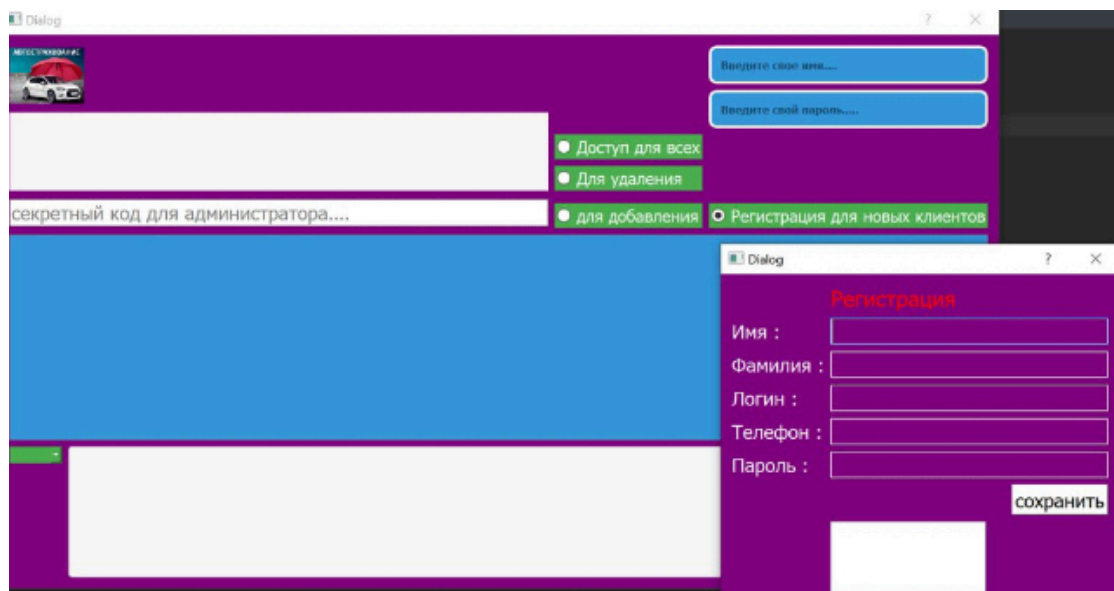 Dialog
АВТОСТРАХОВАНИЕ
Введите свое имя....
Введите свой пароль.....
Доступ для всех
Для удаления
секретный код для администратора....
для добавления
Регистрация для новых клиентов
Dialog
Регистрация
Имя :
Фамилия :
Логин :
Телефон :
Пароль :
сохранить